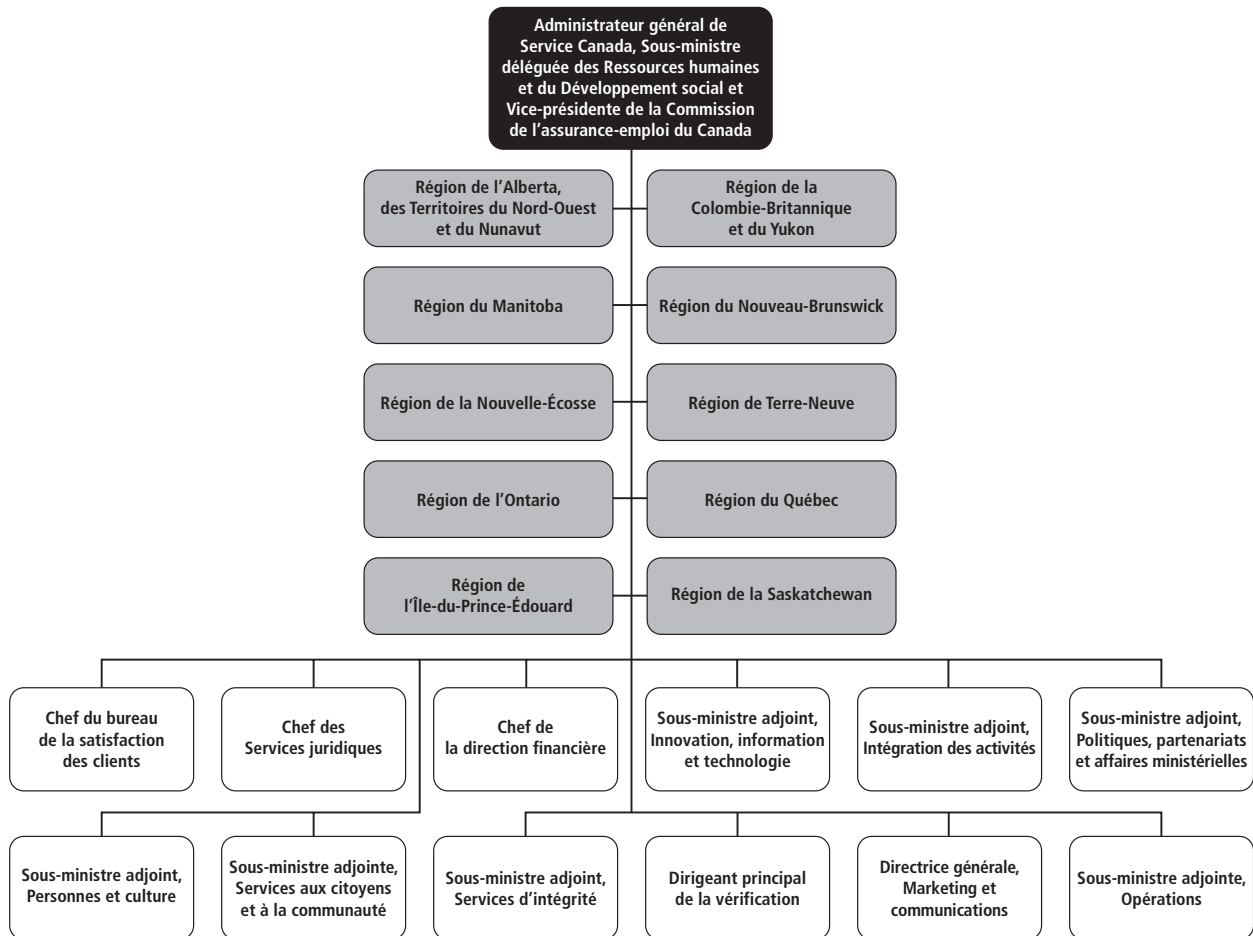 Administrateur général de
Service Canada, Sous-ministre
déléguée des Ressources humaines
et du Développement social et
Vice-présidente de la Commission
de l'assurance-emploi du Canada
Région de l'Alberta,
des Territoires du Nord-Ouest
et du Nunavut
Région de la
Colombie-Britannique
et du Yukon
Région du Manitoba
Région du Nouveau-Brunswick
Région de la Nouvelle-Écosse
Région de Terre-Neuve
Région de l'Ontario
Région du Québec
Région de
l'Île-du-Prince-Édouard
Région de la Saskatchewan
Chef du bureau
de la satisfaction
des clients
Chef des
Services juridiques
Chef de
la direction financière
Sous-ministre adjoint,
Innovation, information
et technologie
Sous-ministre adjoint,
Intégration des activités
Sous-ministre adjoint,
Politiques, partenariats
et affaires ministérielles
Sous-ministre adjoint,
Personnes et culture
Sous-ministre adjointe,
Services aux citoyens
et à la communauté
Sous-ministre adjoint,
Services d'intégrité
Dirigeant principal
de la vérification
Directrice générale,
Marketing et
communications
Sous-ministre adjointe,
Opérations